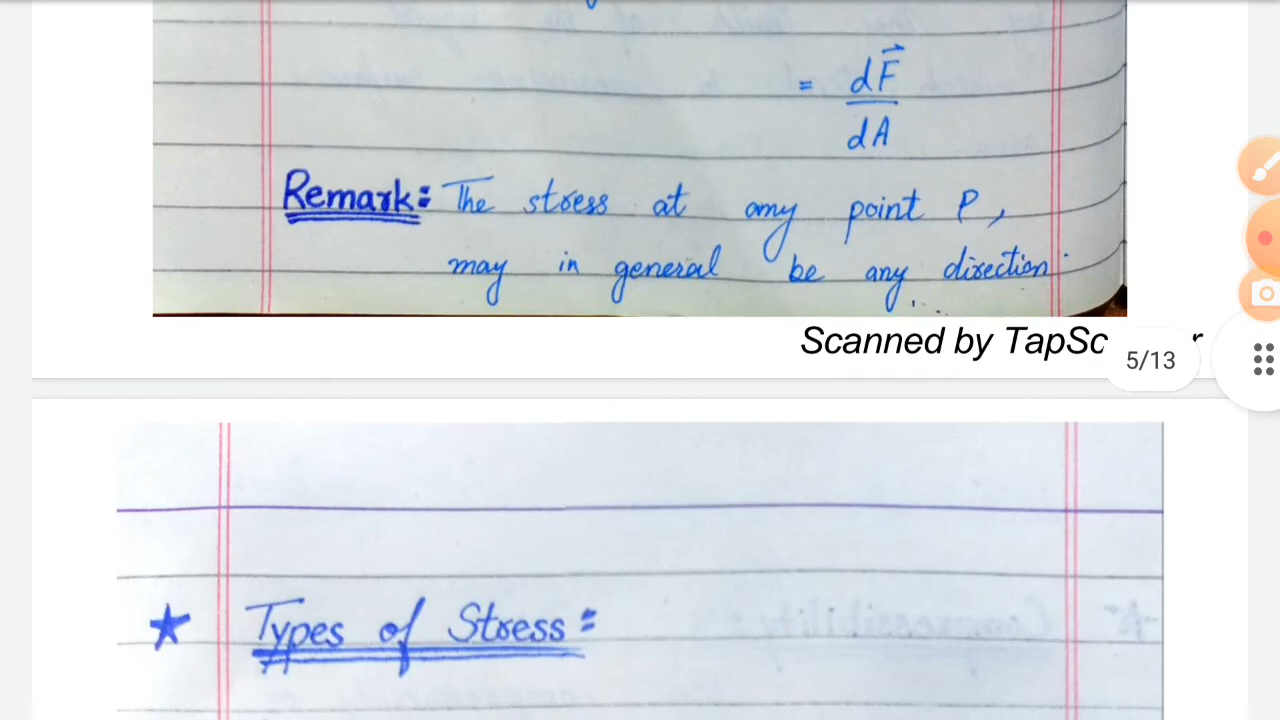 = dF⃗
dA
Remark: The stress at any point P,
may in general be any direction.
Scanned by TapSc
5/13
★ Types of Stress: